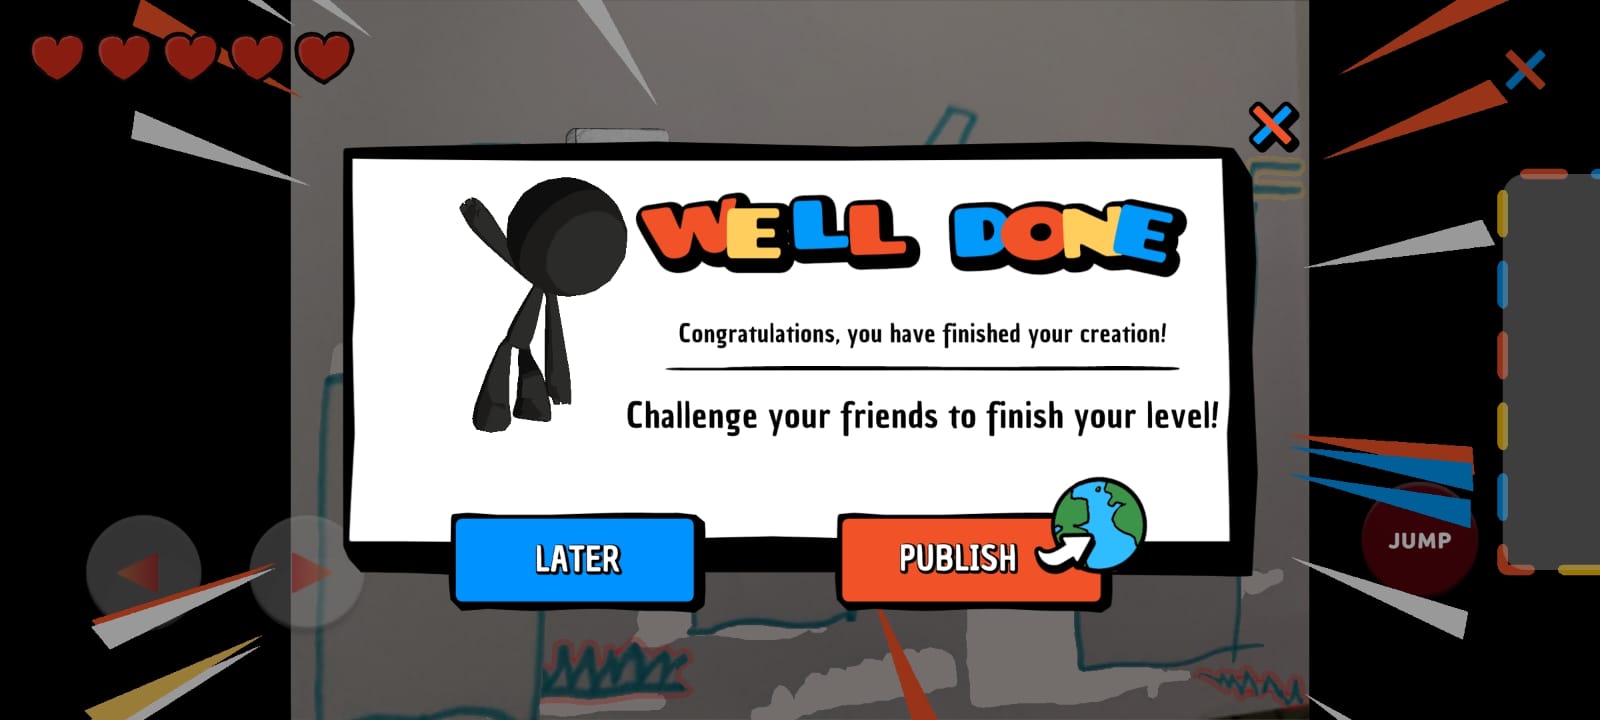 WELL DONE
Congratulations, you have finished your creation!
Challenge your friends to finish your level!
LATER
PUBLISH
JUMP